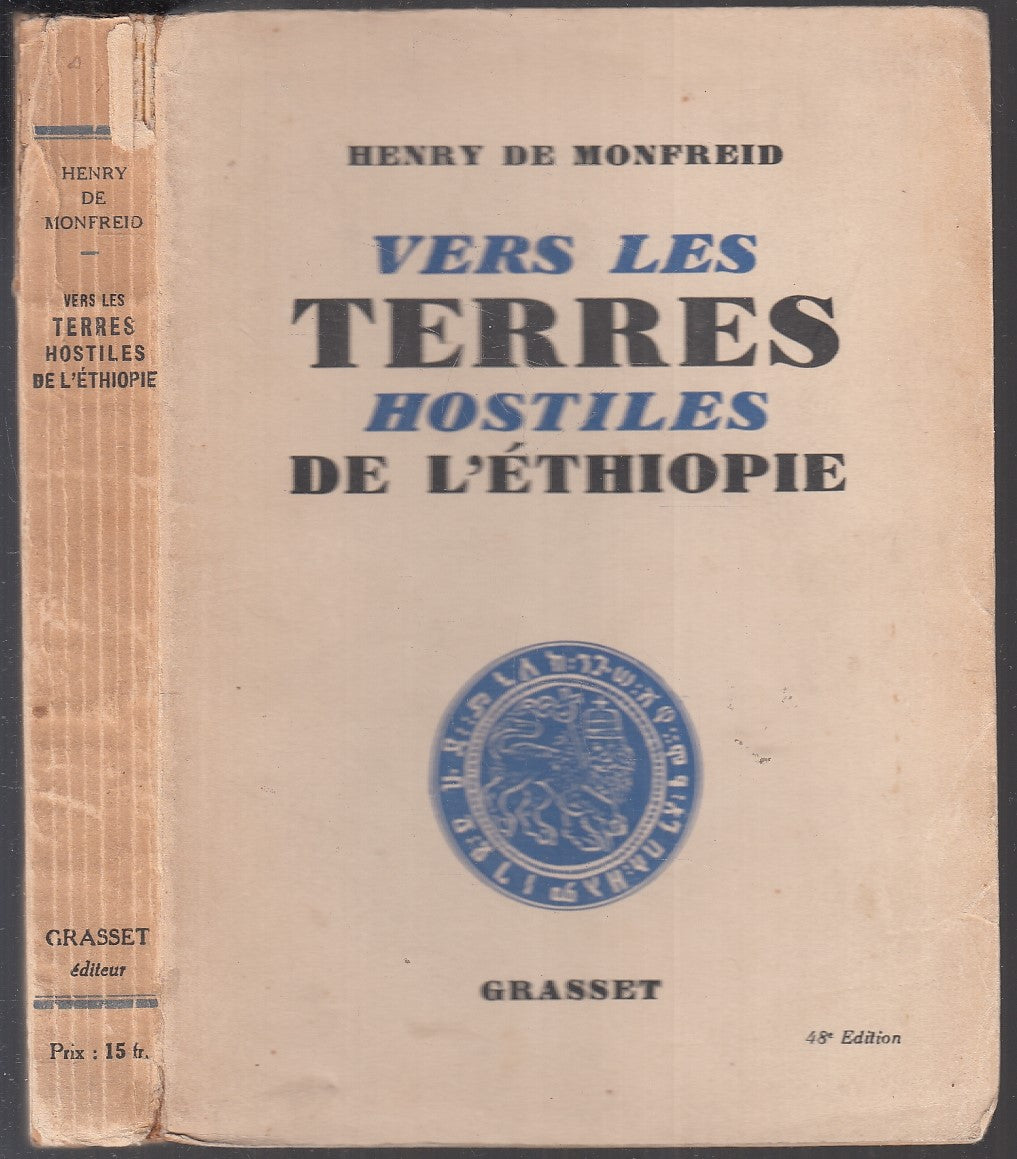 HENRY
DE
MONFREID
VERS LES
TERRES
HOSTILES
DE L'ÉTHIOPIE
GRASSET
éditeur
Prix : 15 fr.
HENRY DE MONFREID
VERS LES
TERRES
HOSTILES
DE L'ÉTHIOPIE
GRASSET
48e Edition